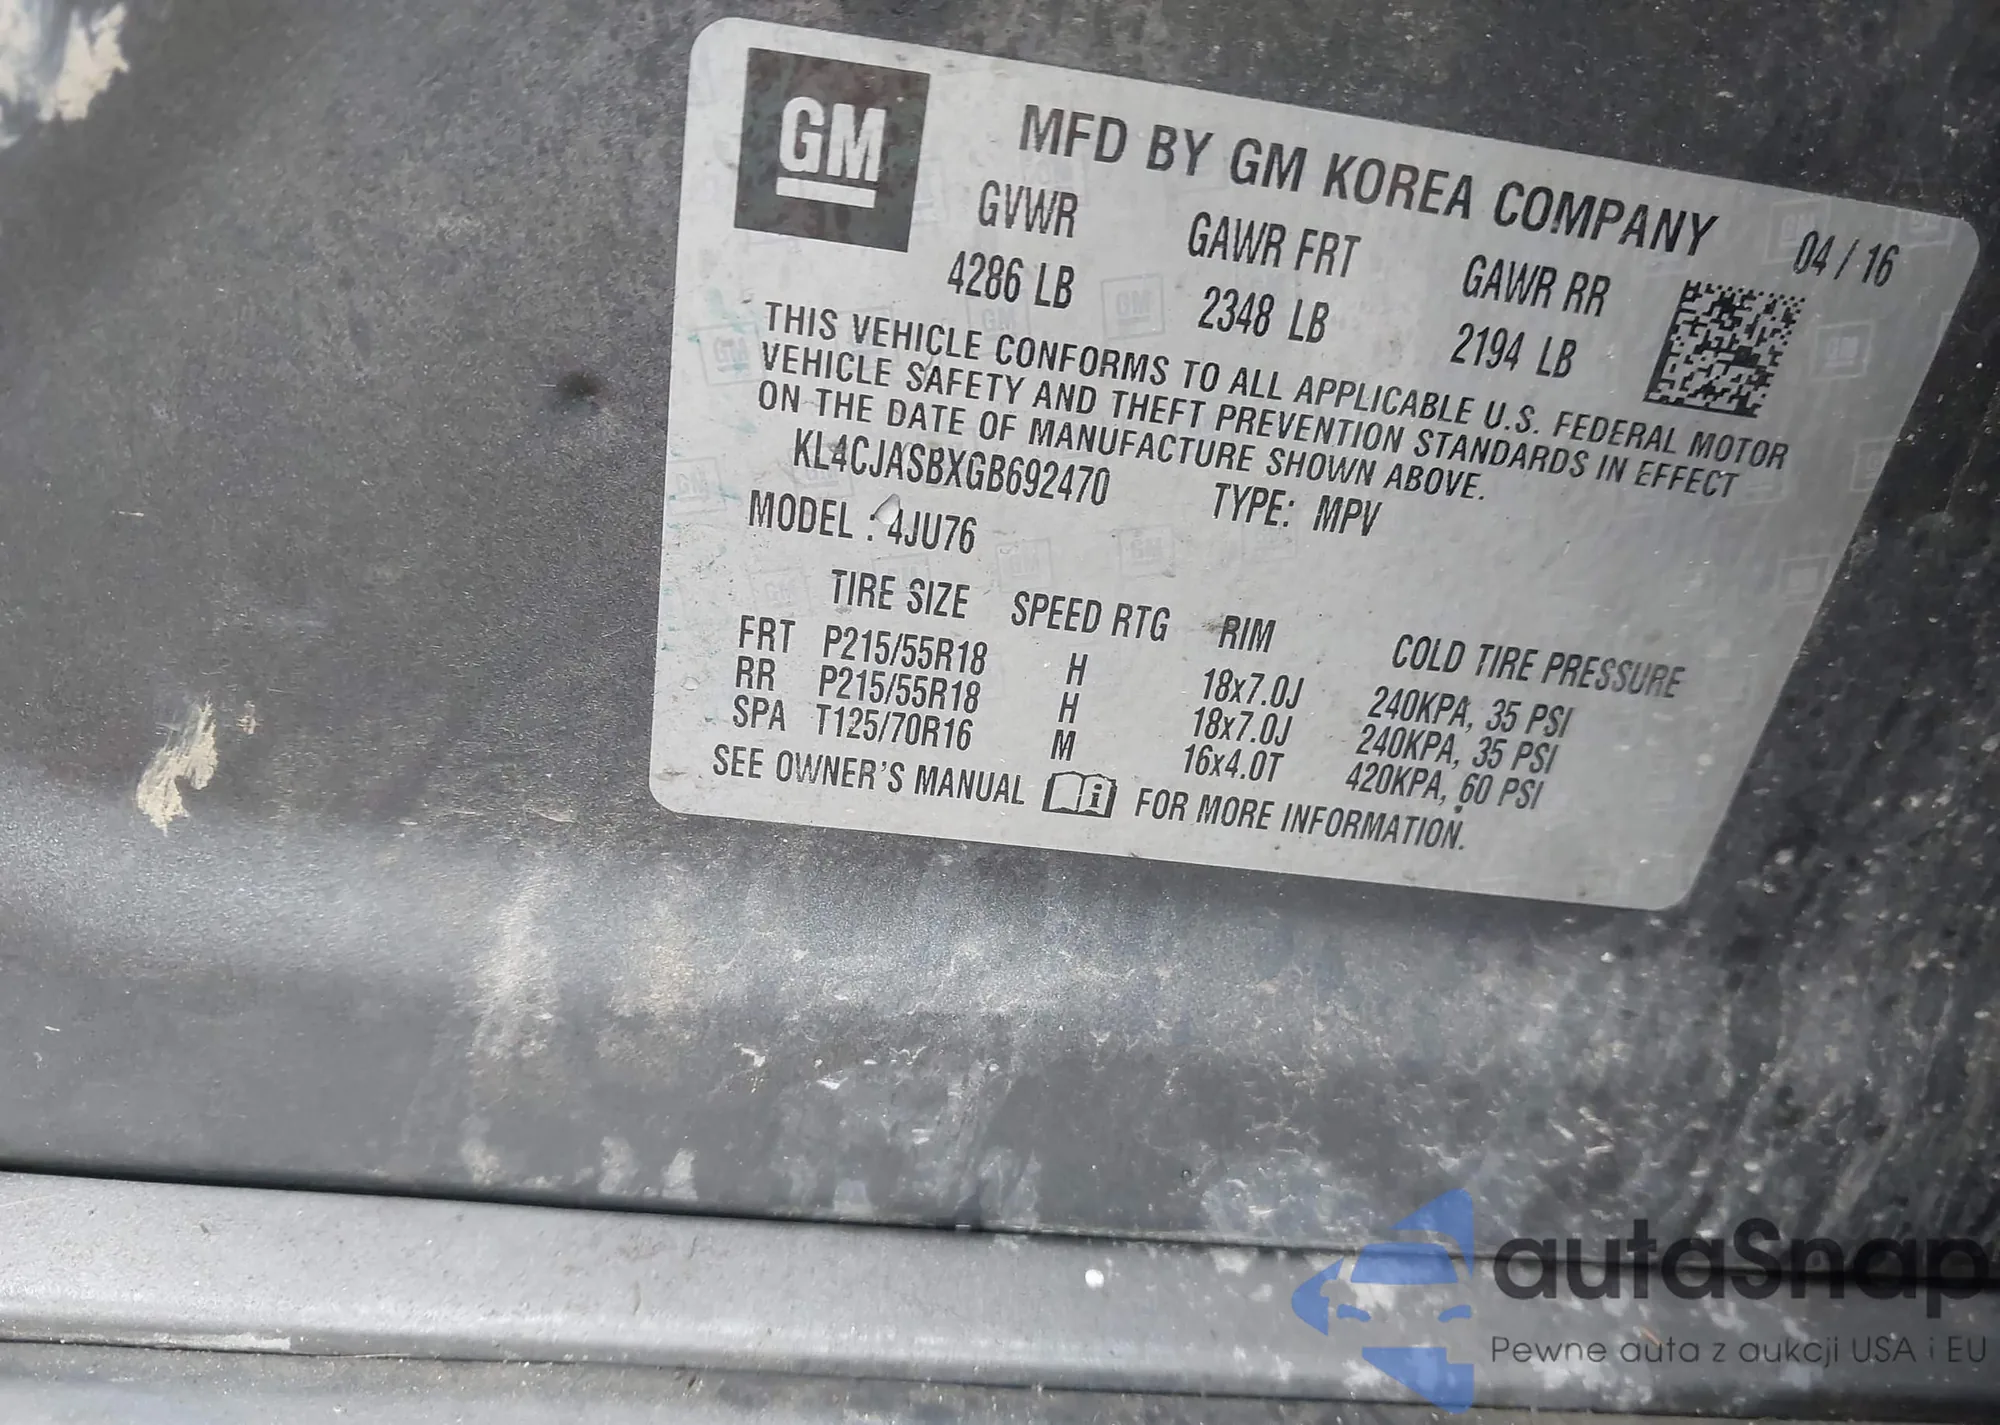 GM
MFD BY GM KOREA COMPANY 04 / 16
GVWR GAWR FRT GAWR RR
4286 LB 2348 LB 2194 LB
THIS VEHICLE CONFORMS TO ALL APPLICABLE U.S. FEDERAL MOTOR
VEHICLE SAFETY AND THEFT PREVENTION STANDARDS IN EFFECT
ON THE DATE OF MANUFACTURE SHOWN ABOVE.
KL4CJASBXGB692470 TYPE: MPV
MODEL : 4JU76
TIRE SIZE SPEED RTG RIM COLD TIRE PRESSURE
FRT P215/55R18 H 18x7.0J 240KPA, 35 PSI
RR P215/55R18 H 18x7.0J 240KPA, 35 PSI
SPA T125/70R16 M 16x4.0T 420KPA, 60 PSI
SEE OWNER'S MANUAL FOR MORE INFORMATION.
autaSnap
Pewne auta z aukcji USA i EU